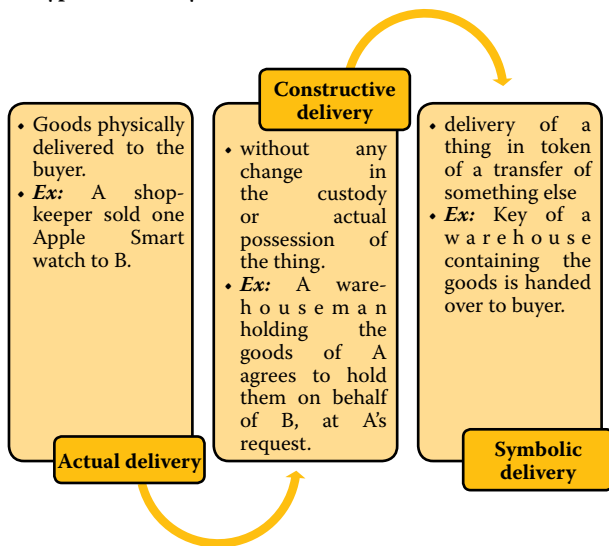 • Goods physically
delivered to the
buyer.
• Ex: A shop-
keeper sold one
Apple Smart
watch to B.
Actual delivery
Constructive
delivery
• without any
change in
the custody
or actual
possession of
the thing.
• Ex: A ware-
houseman
holding the
goods of A
agrees to hold
them on behalf
of B, at A's
request.
• delivery of a
thing in token
of a transfer of
something else
• Ex: Key of a
warehouse
containing the
goods is handed
over to buyer.
Symbolic
delivery